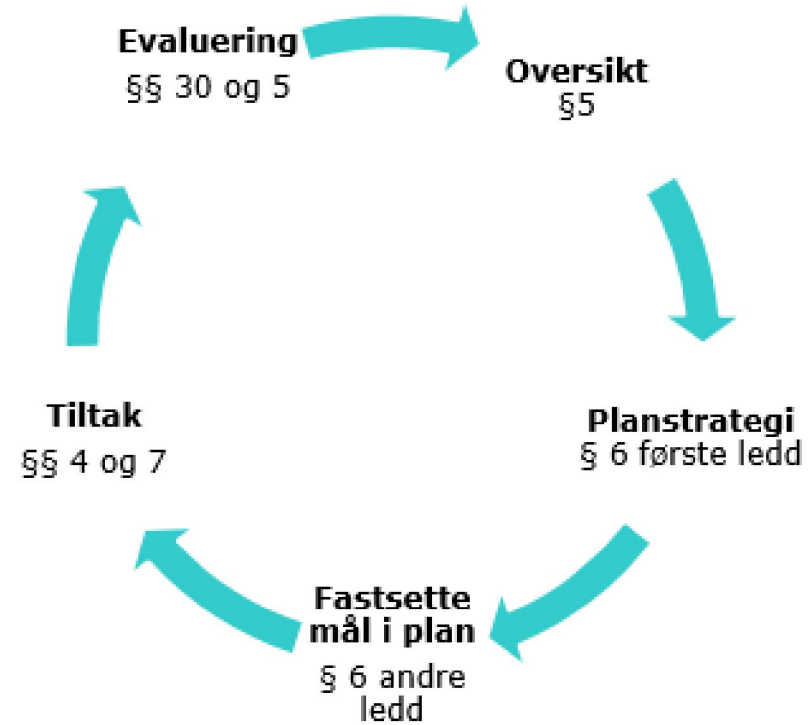 Evaluering
§§ 30 og 5
Oversikt
§5
Planstrategi
§ 6 første ledd
Fastsette
mål i plan
§ 6 andre
ledd
Tiltak
§§ 4 og 7